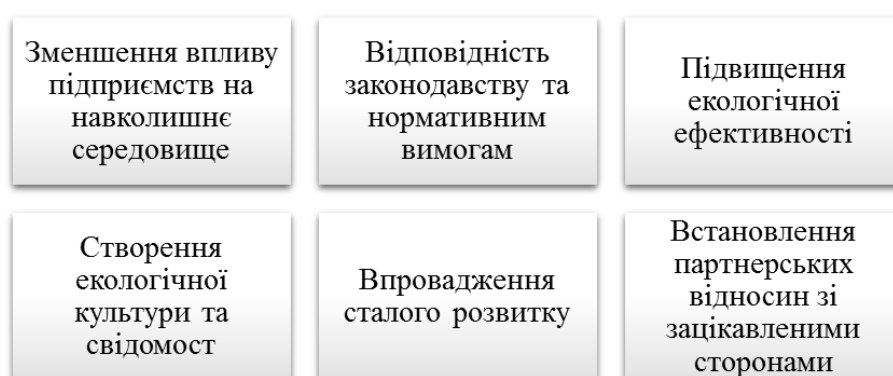 Зменшення впливу
підприємств на
навколишнє
середовище
Відповідність
законодавству та
нормативним
вимогам
Підвищення
екологічної
ефективності
Створення
екологічної
культури та
свідомост
Впровадження
сталого розвитку
Встановлення
партнерських
відносин зі
зацікавленими
сторонами